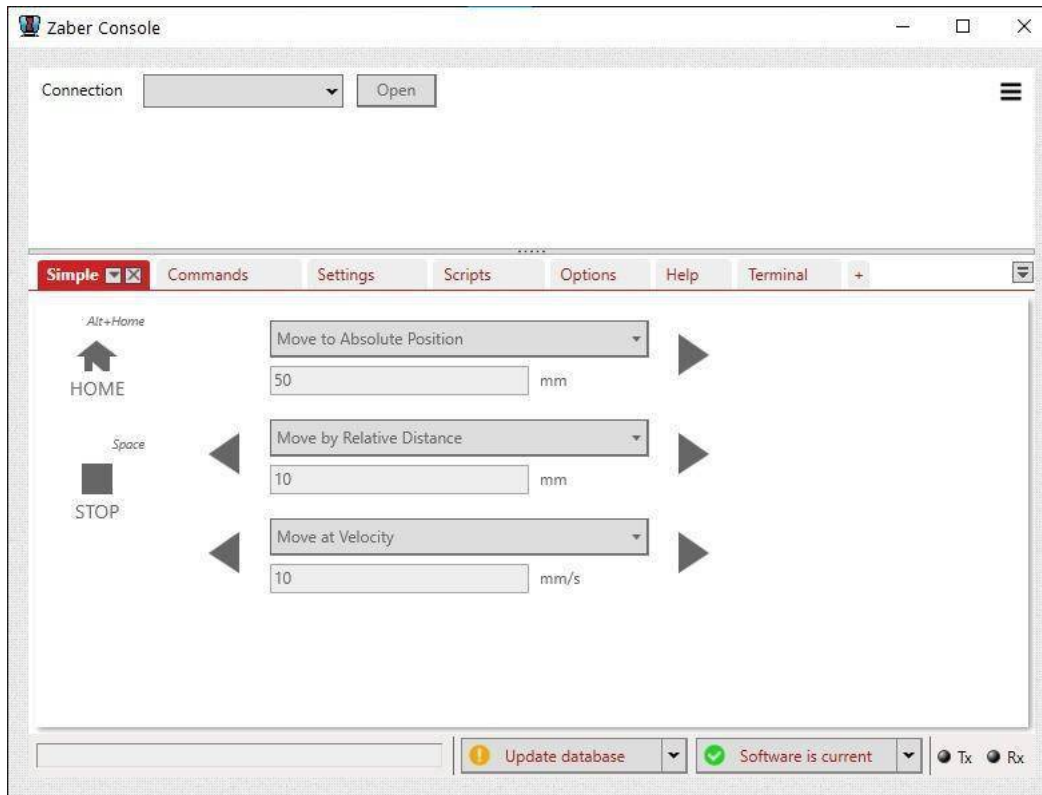 Zaber Console
Connection Open
Simple Commands Settings Scripts Options Help Terminal +
Alt+Home
HOME
Move to Absolute Position
50 mm
Space
STOP
Move by Relative Distance
10 mm
Move at Velocity
10 mm/s
Update database Software is current Tx Rx